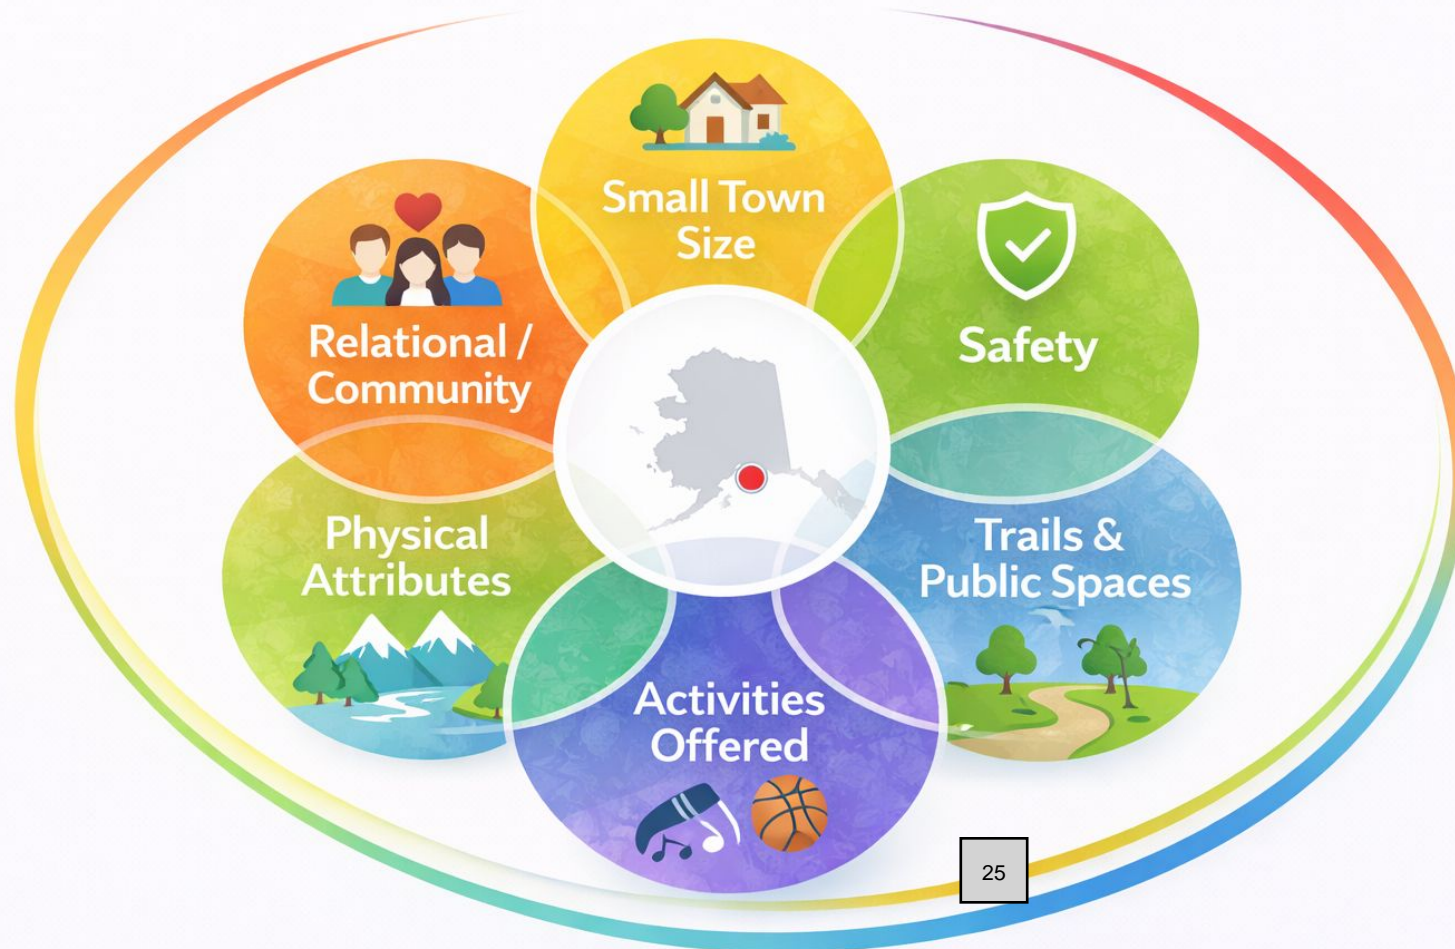 Small Town
Size
Relational /
Community
Safety
Physical
Attributes
Trails &
Public Spaces
Activities
Offered
25